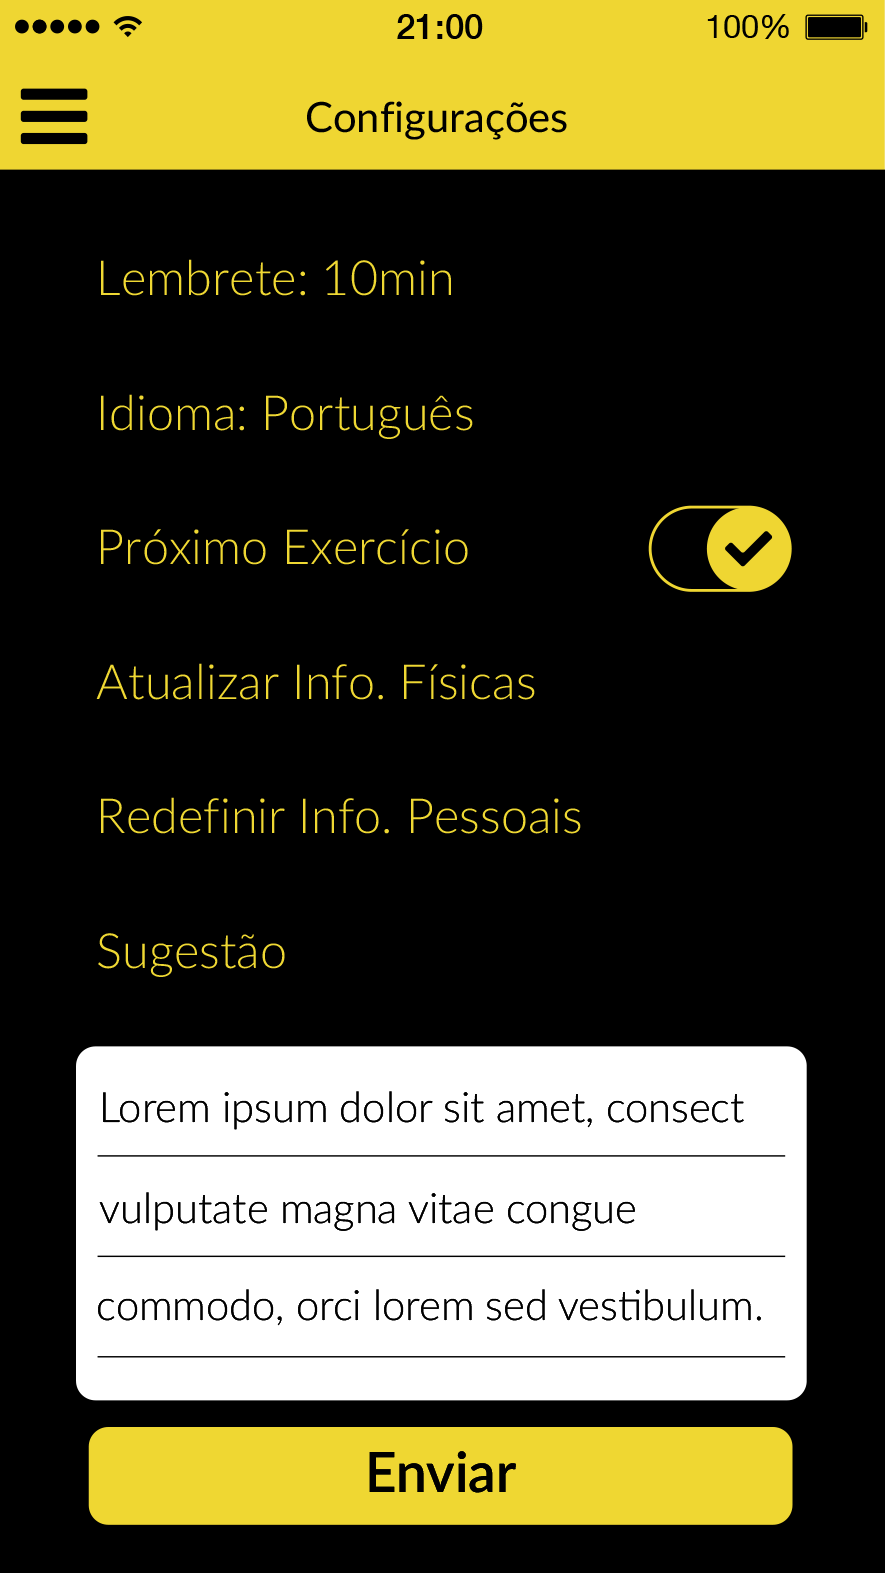 21:00
100%
Configurações
Lembrete: 10min
Idioma: Português
Próximo Exercício
Atualizar Info. Físicas
Redefinir Info. Pessoais
Sugestão
Lorem ipsum dolor sit amet, consect
vulputate magna vitae congue
commodo, orci lorem sed vestibulum.
Enviar